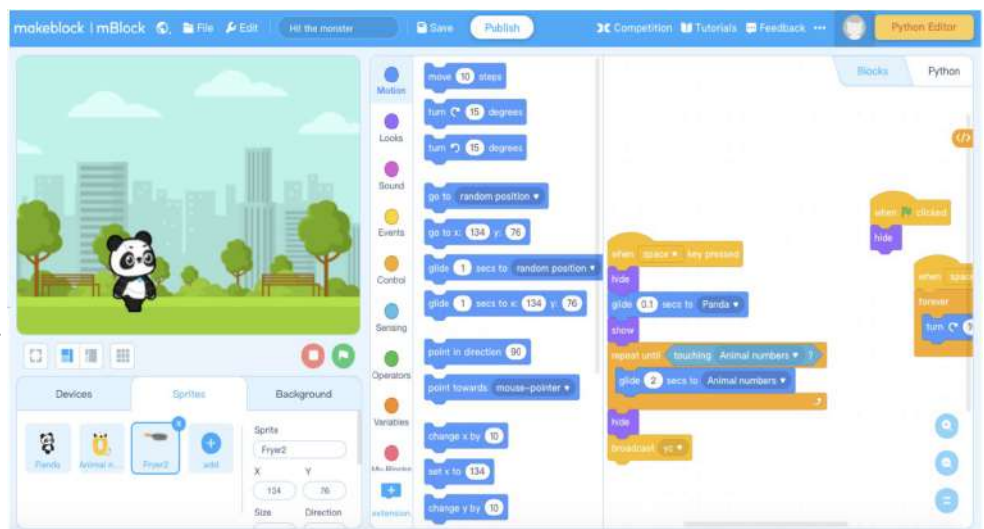 makeblock | mBlock File Edit Hit the monster Save Publish Competition Tutorials Feedback ••• Python Editor
Blocks Python
Motion
Looks
Sound
Events
Control
Sensing
Operators
Variables
My Blocks
extension
move 10 steps
turn 15 degrees
turn 15 degrees
go to random position
go to x: 134 y: 76
glide 1 secs to random position
glide 1 secs to x: 134 y: 76
point in direction 90
point towards mouse-pointer
change x by 10
set x to 134
change y by 10
when space key pressed
hide
glide 0.1 secs to Panda
show
repeat until touching Animal numbers ?
glide 2 secs to Animal numbers
hide
broadcast yc
when clicked
hide
when spac
forever
turn
Devices Sprites Background
Panda
Animal n...
Fryer2
add
Sprite
Fryer2
X Y
134 76
Size Direction